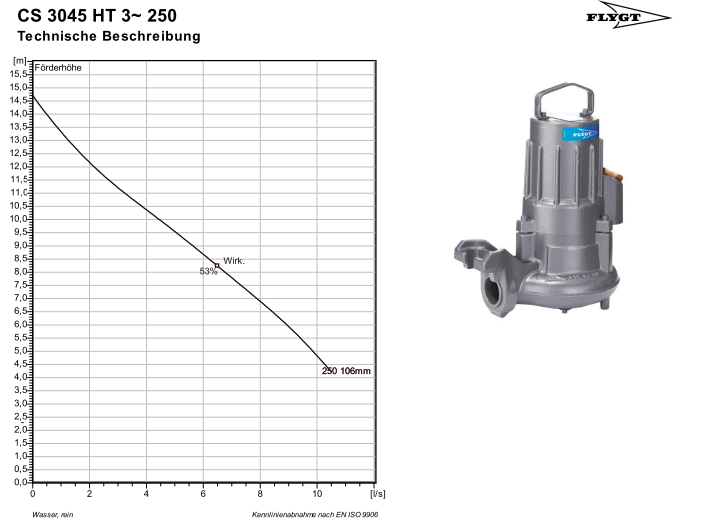 CS 3045 HT 3~ 250
Technische Beschreibung
FLYGT
[m]
Förderhöhe
15,5
14,5
13,5
13,0
12,5
12,0
11,5
11,0
10,5
10,0
9,5
9,0
8,5
8,0
7,5
7,0
6,5
6,0
5,5
5,0
4,5
4,0
3,5
3,0
2,5
2,0
1,5
1,0
0,5
0,0
Wirk.
53%
250 106mm
0 2 4 6 8 10 [l/s]
Wasser, rein
Kennlinienabnahme nach EN ISO 9906
FLYGT